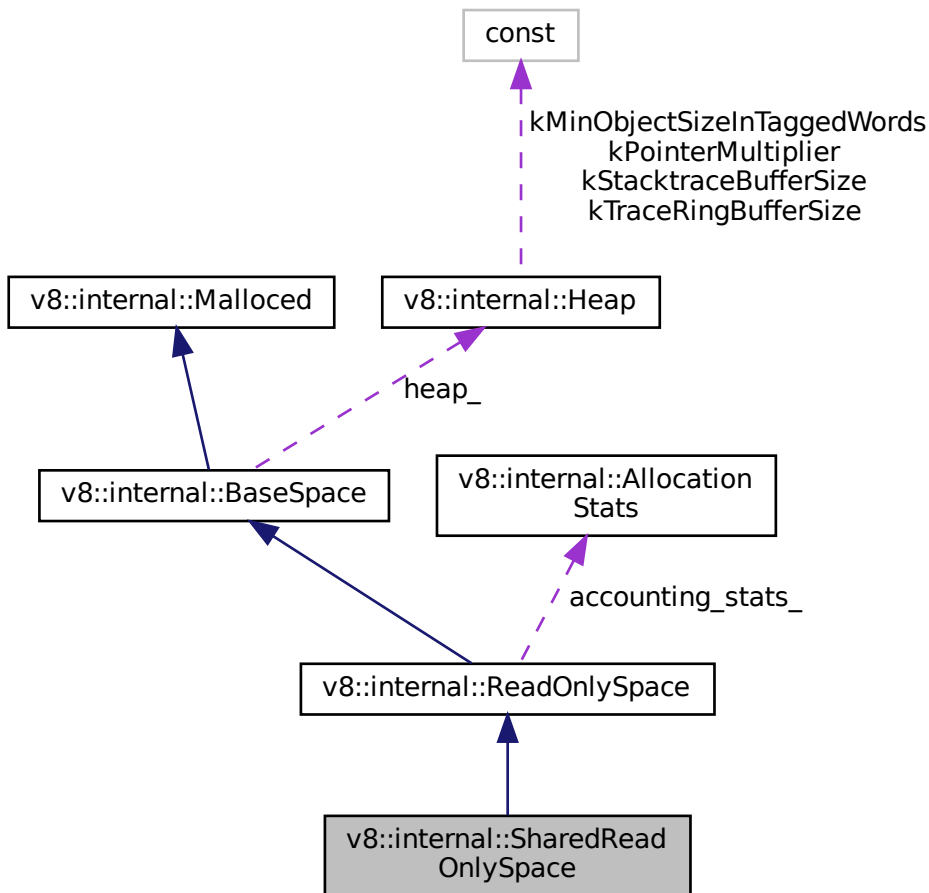 const
kMinObjectSizeInTaggedWords
kPointerMultiplier
kStacktraceBufferSize
kTraceRingBufferSize
v8::internal::Malloced
v8::internal::Heap
heap_
v8::internal::BaseSpace
v8::internal::Allocation
Stats
accounting_stats_
v8::internal::ReadOnlySpace
v8::internal::SharedRead
OnlySpace